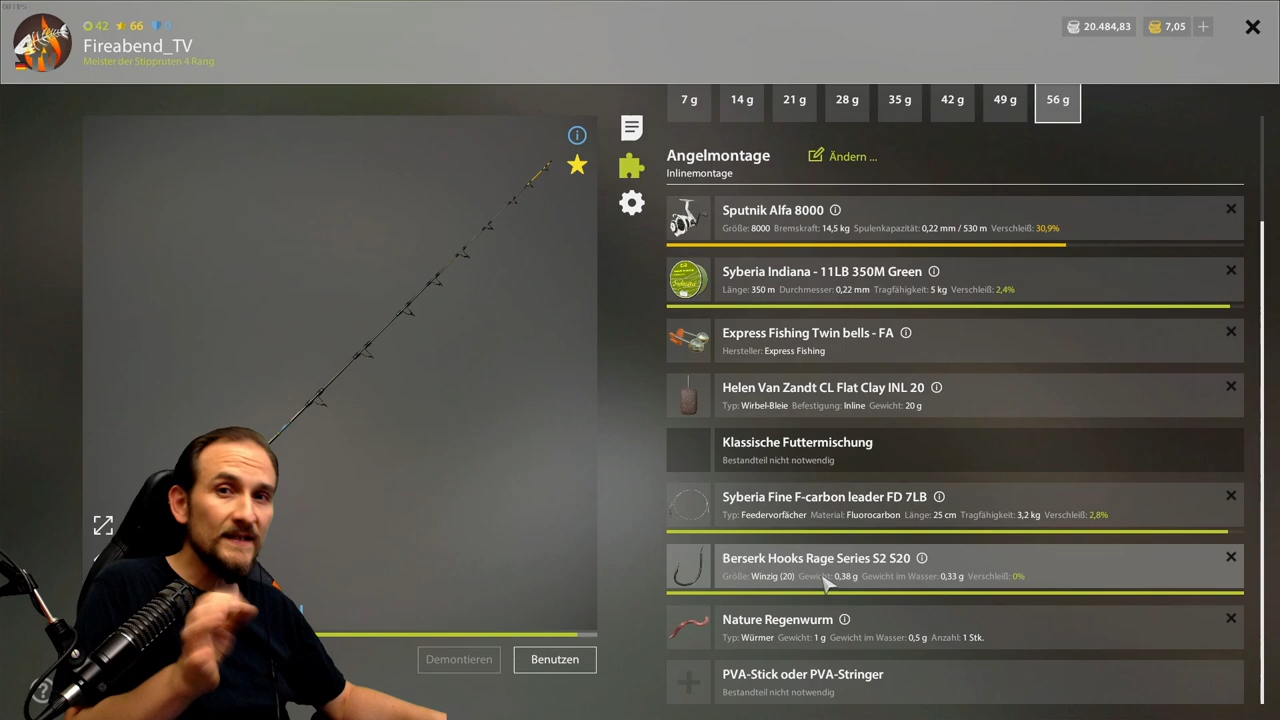 42 66 0
Fireabend_TV
Meister der Stippruten 4 Rang
20.484,83 7,05
7 g 14 g 21 g 28 g 35 g 42 g 49 g 56 g
Angelmontage Ändern ...
Inlinemontage
Sputnik Alfa 8000
Größe: 8000 Bremskraft: 14,5 kg Spulenkapazität: 0,22 mm / 530 m Verschleiß: 30,9%
Syberia Indiana - 11LB 350M Green
Länge: 350 m Durchmesser: 0,22 mm Tragfähigkeit: 5 kg Verschleiß: 2,4%
Express Fishing Twin bells - FA
Hersteller: Express Fishing
Helen Van Zandt CL Flat Clay INL 20
Typ: Wirbel-Bleie Befestigung: Inline Gewicht: 20 g
Klassische Futtermischung
Bestandteil nicht notwendig
Syberia Fine F-carbon leader FD 7LB
Typ: Feedervorfächer Material: Fluorocarbon Länge: 25 cm Tragfähigkeit: 3,2 kg Verschleiß: 2,8%
Berserk Hooks Rage Series S2 S20
Größe: Winzig (20) Gewicht: 0,38 g Gewicht im Wasser: 0,33 g Verschleiß: 0%
Nature Regenwurm
Typ: Würmer Gewicht: 1 g Gewicht im Wasser: 0,5 g Anzahl: 1 Stk.
PVA-Stick oder PVA-Stringer
Bestandteil nicht notwendig
Demontieren Benutzen